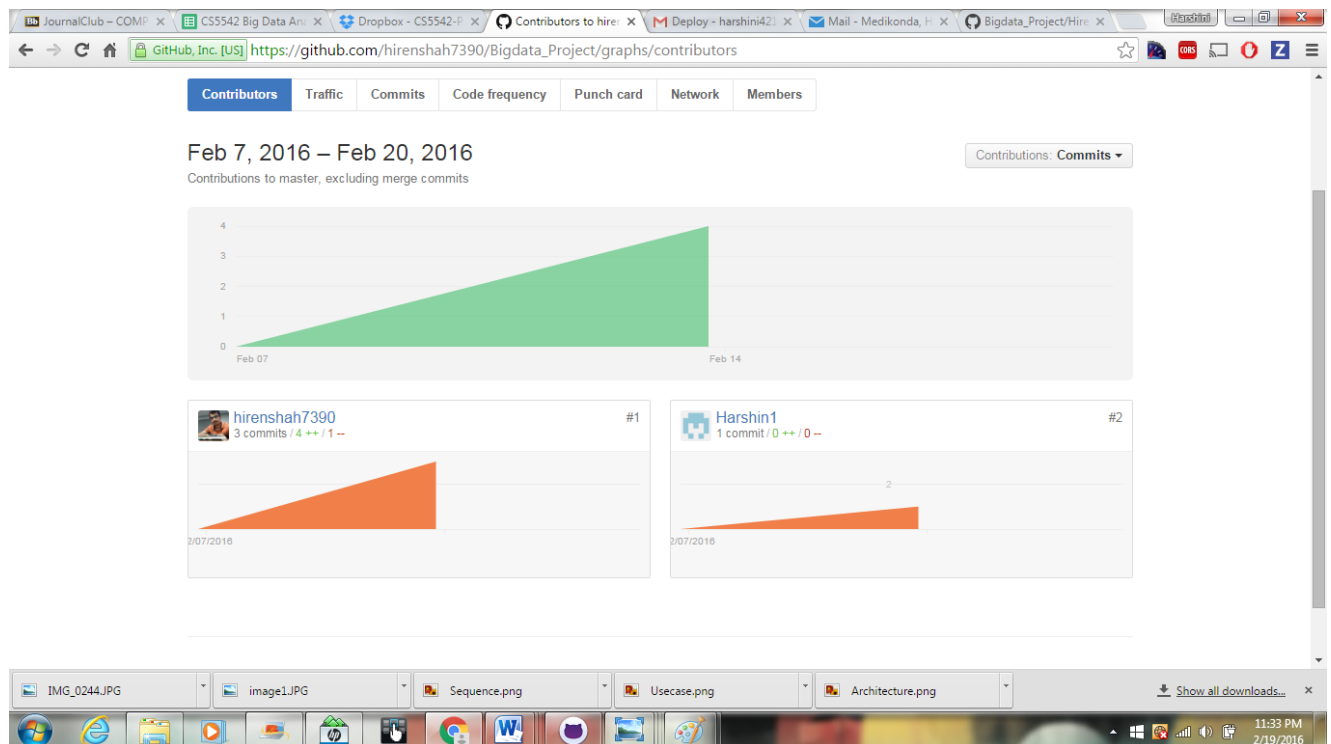 JournalClub – COMP
CS5542 Big Data Ana
Dropbox - CS5542-P
Contributors to hiren
Deploy - harshini421
Mail - Medikonda, H
Bigdata_Project/Hire
Harshini
GitHub, Inc. [US] https://github.com/hirenshah7390/Bigdata_Project/graphs/contributors
Contributors Traffic Commits Code frequency Punch card Network Members
Feb 7, 2016 – Feb 20, 2016
Contributions: Commits
Contributions to master, excluding merge commits
4
3
2
1
0
Feb 07 Feb 14
hirenshah7390 #1
3 commits / 4 ++ / 1 --
2/07/2016
Harshin1 #2
1 commit / 0 ++ / 0 --
2
2/07/2016
IMG_0244.JPG image1.JPG Sequence.png Usecase.png Architecture.png Show all downloads...
11:33 PM
2/19/2016